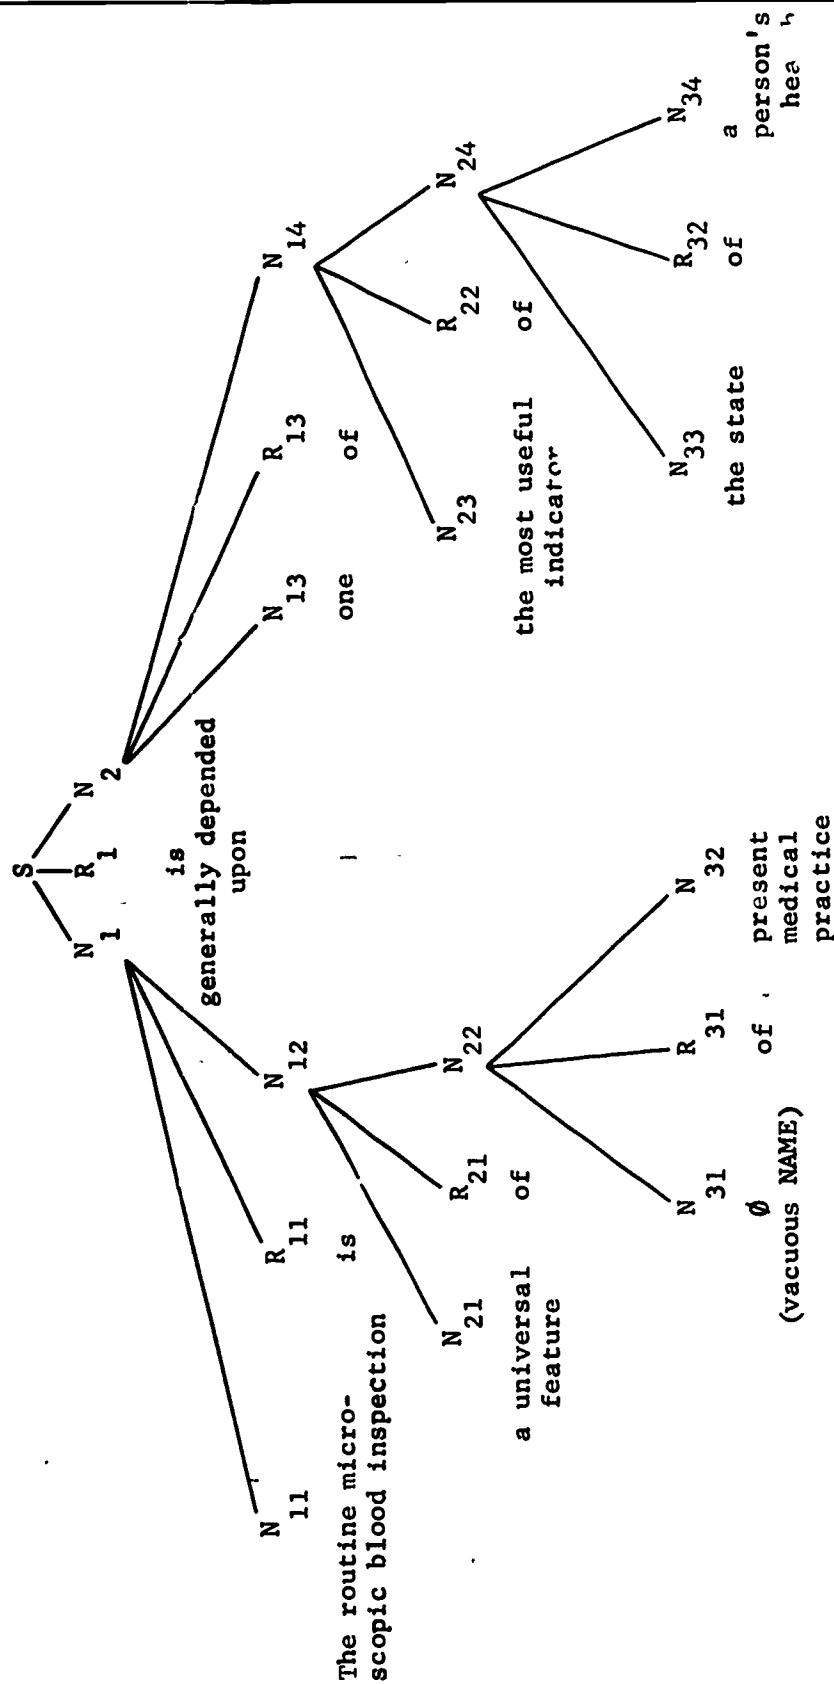 S
N1 R1 N2
is
generally depended
upon
N11 R11 N12 N13 R13 N14
The routine micro-
scopic blood inspection
is
one
of
N21 R21 N22 N23 R22 N24
a universal
feature
of
the most useful
indicator
of
N31 R31 N32 N33 R32 N34
Ø
(vacuous NAME)
of
present
medical
practice
the state
of
a
person's